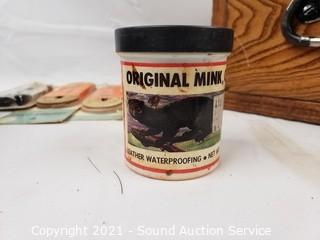 ORIGINAL MINK
LEATHER WATERPROOFING • NET
Copyright 2021 - Sound Auction Service